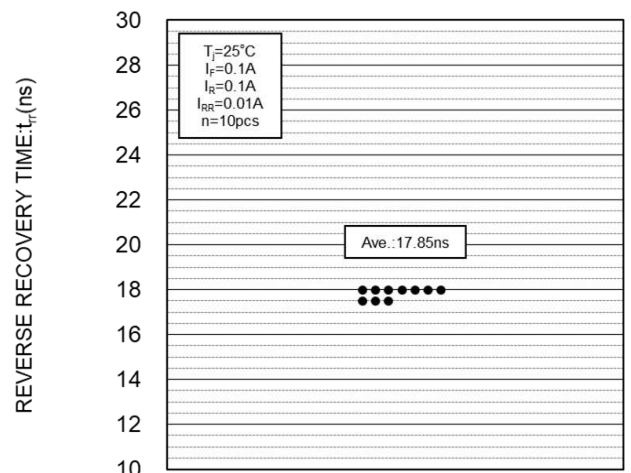 REVERSE RECOVERY TIME:trr(ns)
30
28
26
24
22
20
18
16
14
12
10
Tj=25°C
IF=0.1A
IR=0.1A
IRR=0.01A
n=10pcs
Ave.:17.85ns